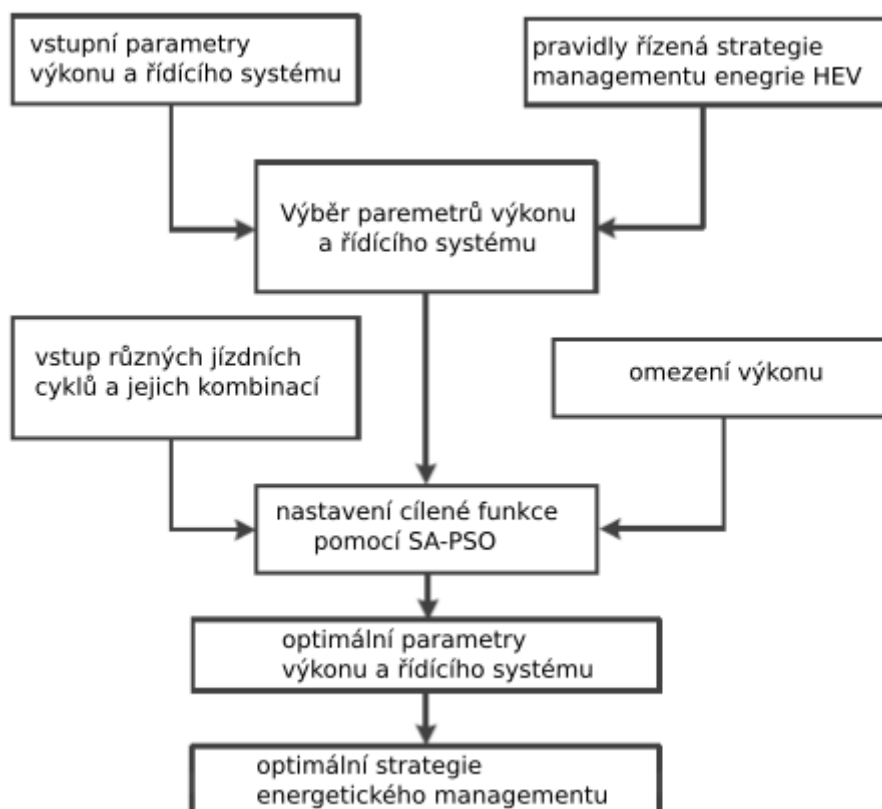 vstupní parametry
výkonu a řídícího systému
pravidly řízená strategie
managementu enegrie HEV
Výběr paremetrů výkonu
a řídícího systému
vstup různých jízdních
cyklů a jejich kombinací
omezení výkonu
nastavení cílené funkce
pomocí SA-PSO
optimální parametry
výkonu a řídícího systému
optimální strategie
energetického managementu